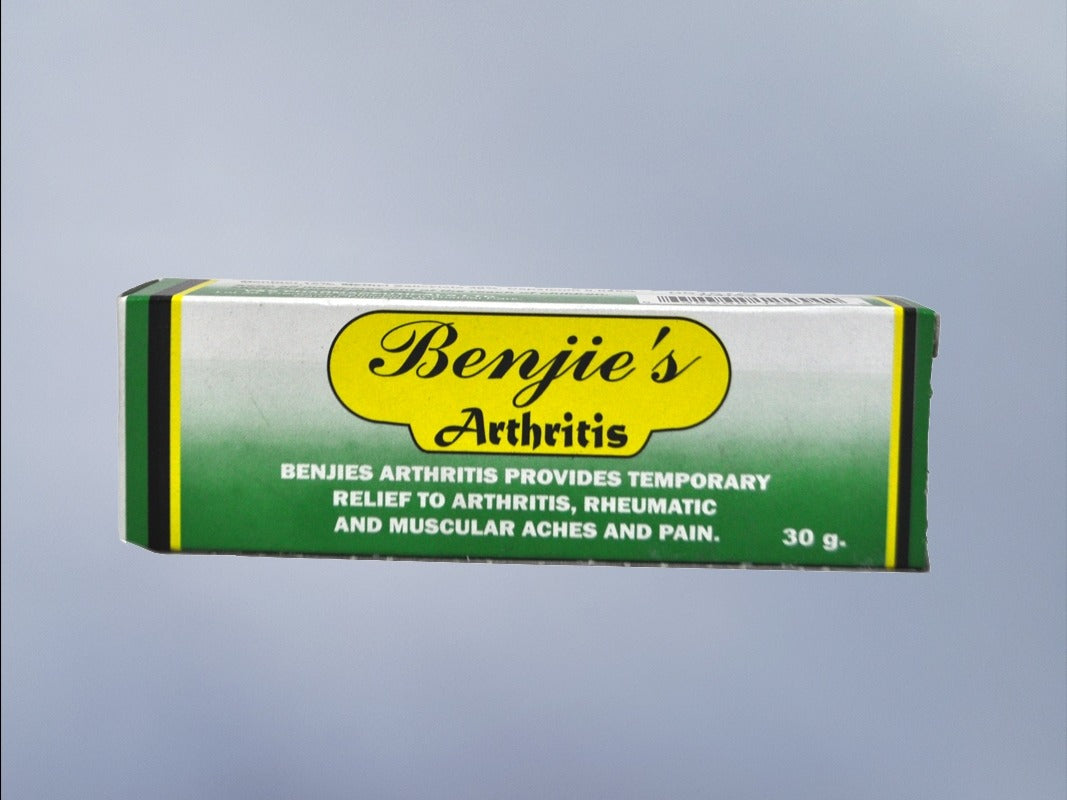 Benjie's
Arthritis
BENJIES ARTHRITIS PROVIDES TEMPORARY
RELIEF TO ARTHRITIS, RHEUMATIC
AND MUSCULAR ACHES AND PAIN.
30 g.